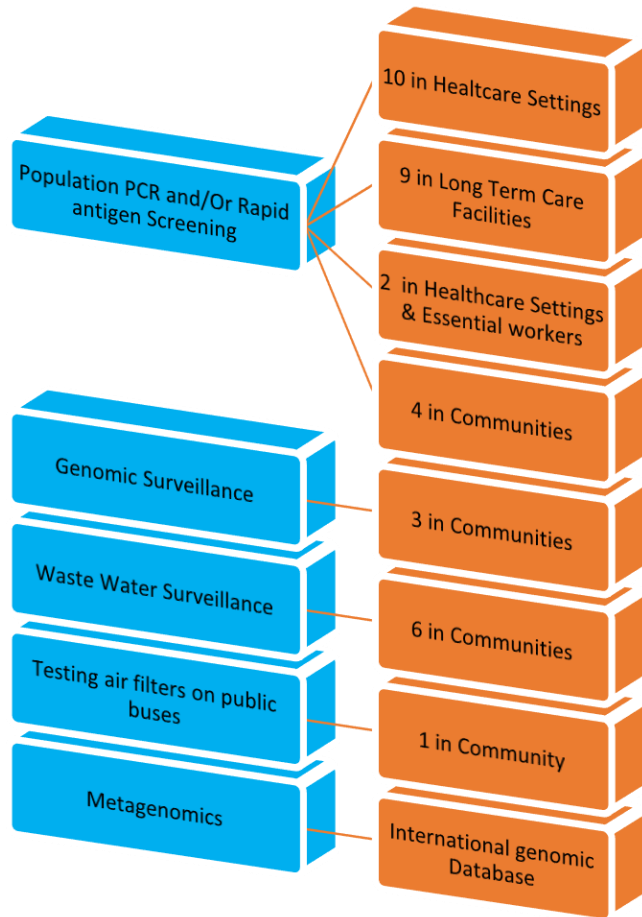 Population PCR and/Or Rapid
antigen Screening
10 in Healtcare Settings
9 in Long Term Care
Facilities
2 in Healthcare Settings
& Essential workers
4 in Communities
Genomic Surveillance
3 in Communities
Waste Water Surveillance
6 in Communities
Testing air filters on public
buses
1 in Community
Metagenomics
International genomic
Database